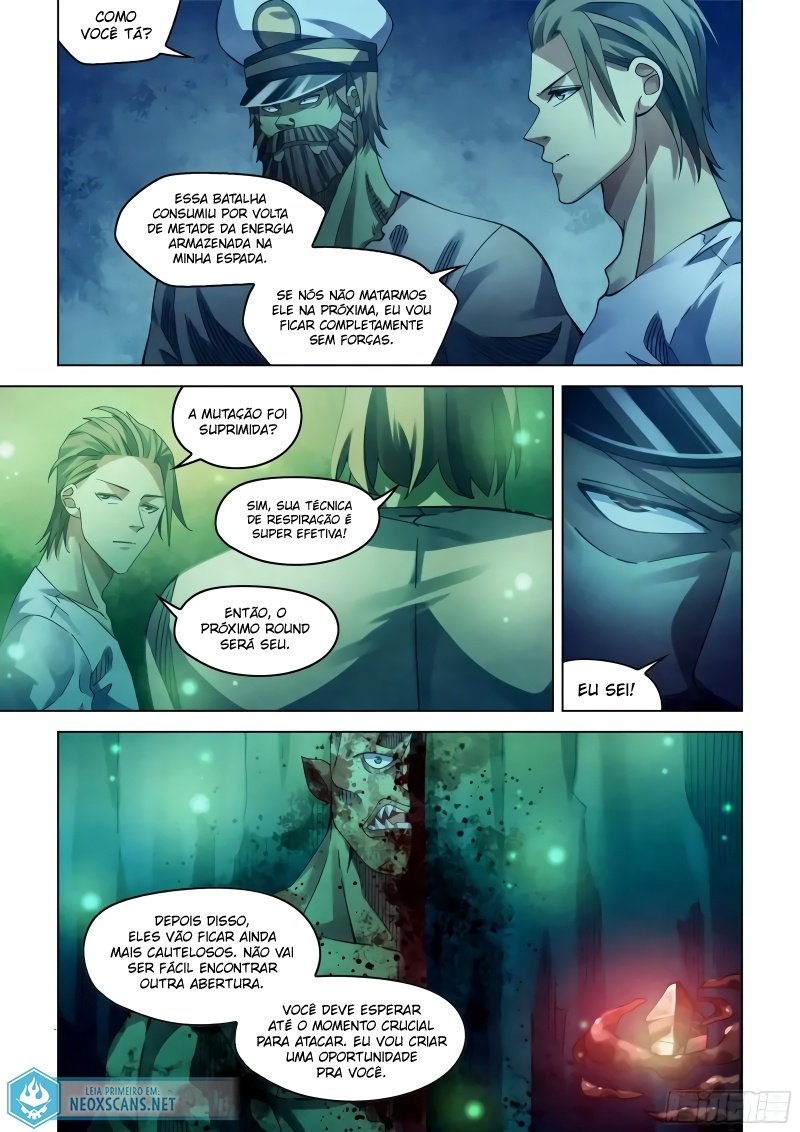 COMO
VOCÊ TÁ?
ESSA BATALHA
CONSUMIU POR VOLTA
DE METADE DA ENERGIA
ARMAZENADA NA
MINHA ESPADA.
SE NÓS NÃO MATARMOS
ELE NA PRÓXIMA, EU VOU
FICAR COMPLETAMENTE
SEM FORÇAS.
A MUTAÇÃO FOI
SUPRIMIDA?
SIM, SUA TÉCNICA
DE RESPIRAÇÃO É
SUPER EFETIVA!
ENTÃO, O
PRÓXIMO ROUND
SERÁ SEU.
EU SEI!
DEPOIS DISSO,
ELES VÃO FICAR AINDA
MAIS CAUTELOSOS. NÃO VAI
SER FÁCIL ENCONTRAR
OUTRA ABERTURA.
VOCÊ DEVE ESPERAR
ATÉ O MOMENTO CRUCIAL
PARA ATACAR. EU VOU CRIAR
UMA OPORTUNIDADE
PRA VOCÊ.
LEIA PRIMEIRO EM:
NEOXSCANS.NET